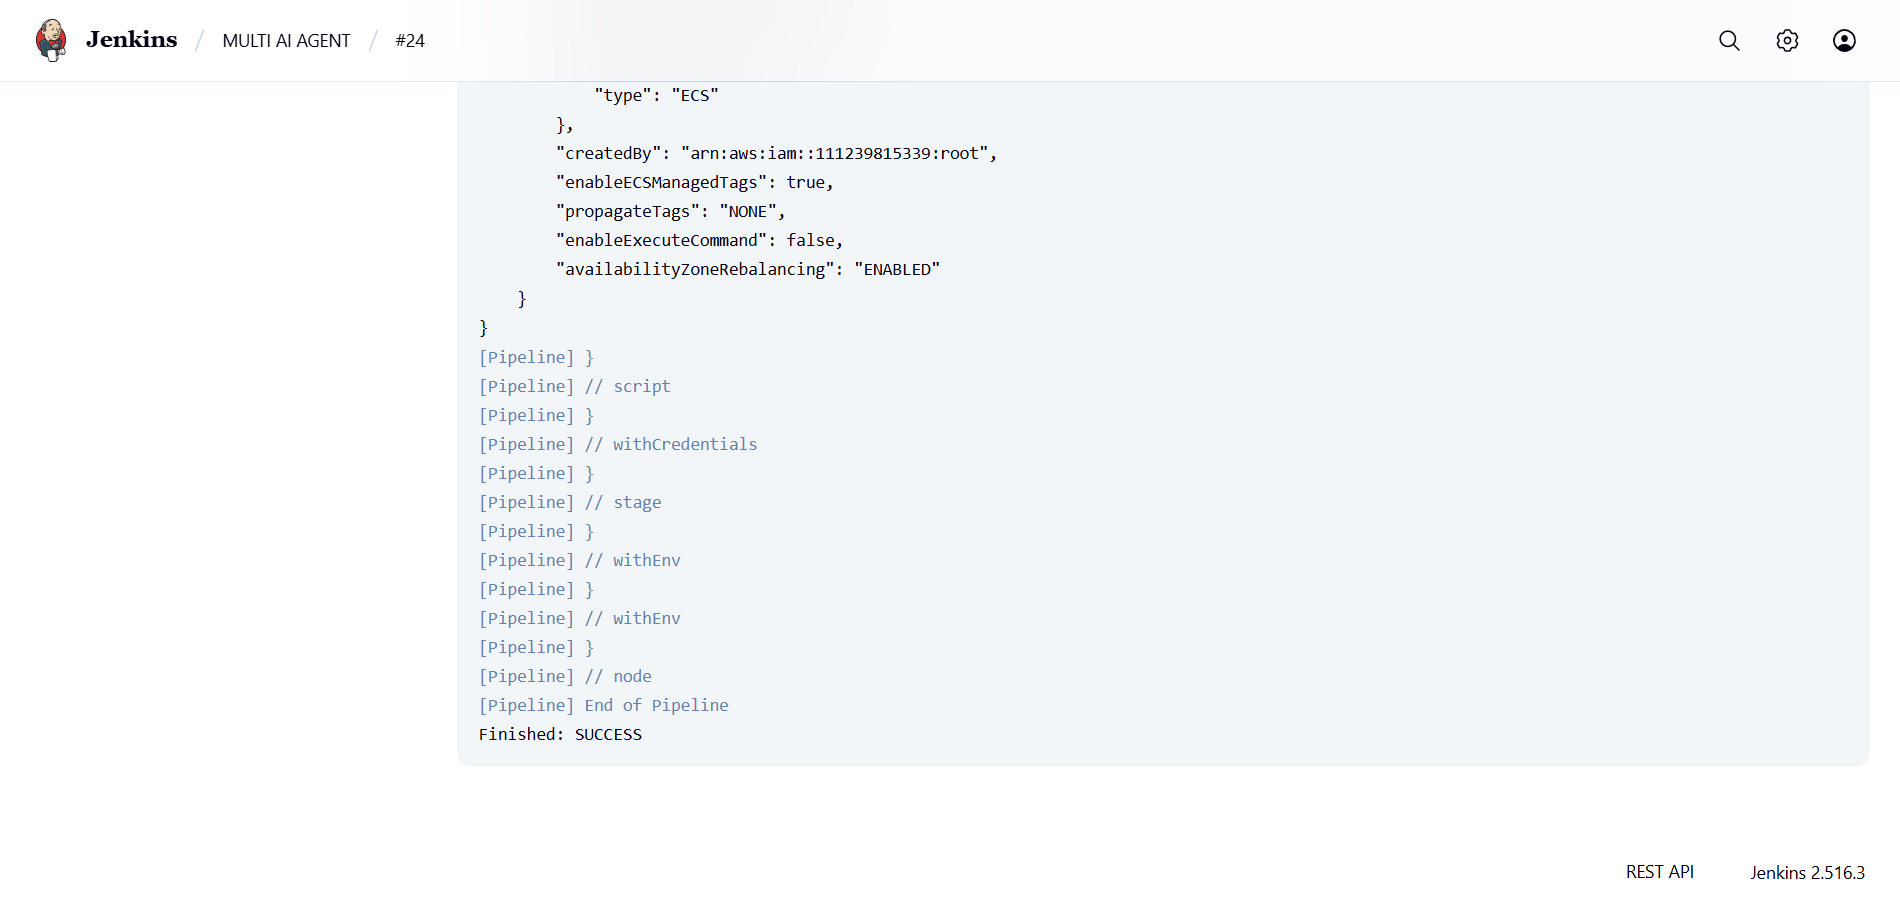 Jenkins / MULTI AI AGENT / #24
            "type": "ECS"
        },
        "createdBy": "arn:aws:iam::111239815339:root",
        "enableECSManagedTags": true,
        "propagateTags": "NONE",
        "enableExecuteCommand": false,
        "availabilityZoneRebalancing": "ENABLED"
    }
}
[Pipeline] }
[Pipeline] // script
[Pipeline] }
[Pipeline] // withCredentials
[Pipeline] }
[Pipeline] // stage
[Pipeline] }
[Pipeline] // withEnv
[Pipeline] }
[Pipeline] // withEnv
[Pipeline] }
[Pipeline] // node
[Pipeline] End of Pipeline
Finished: SUCCESS
REST API Jenkins 2.516.3